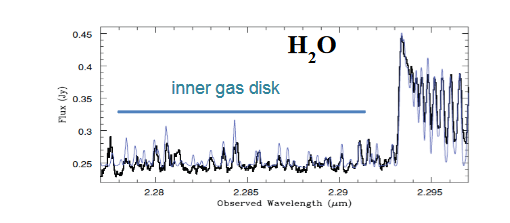 0.45
H₂O
0.4
Flux (Jy)
0.35
inner gas disk
0.3
0.25
2.28
2.285
2.29
2.295
Observed Wavelength (μm)